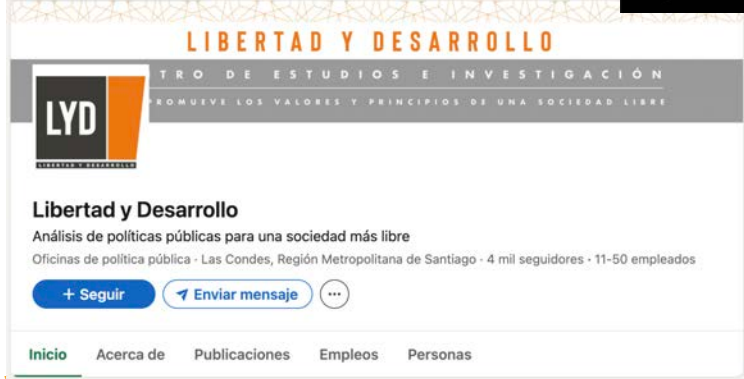 LIBERTAD Y DESARROLLO
TRO DE ESTUDIOS E INVESTIGACIÓN
ROMUEVE LOS VALORES Y PRINCIPIOS DE UNA SOCIEDAD LIBRE
LYD
LIBERTAD Y DESARROLLO
Libertad y Desarrollo
Análisis de políticas públicas para una sociedad más libre
Oficinas de política pública · Las Condes, Región Metropolitana de Santiago · 4 mil seguidores · 11-50 empleados
+ Seguir Enviar mensaje ...
Inicio Acerca de Publicaciones Empleos Personas